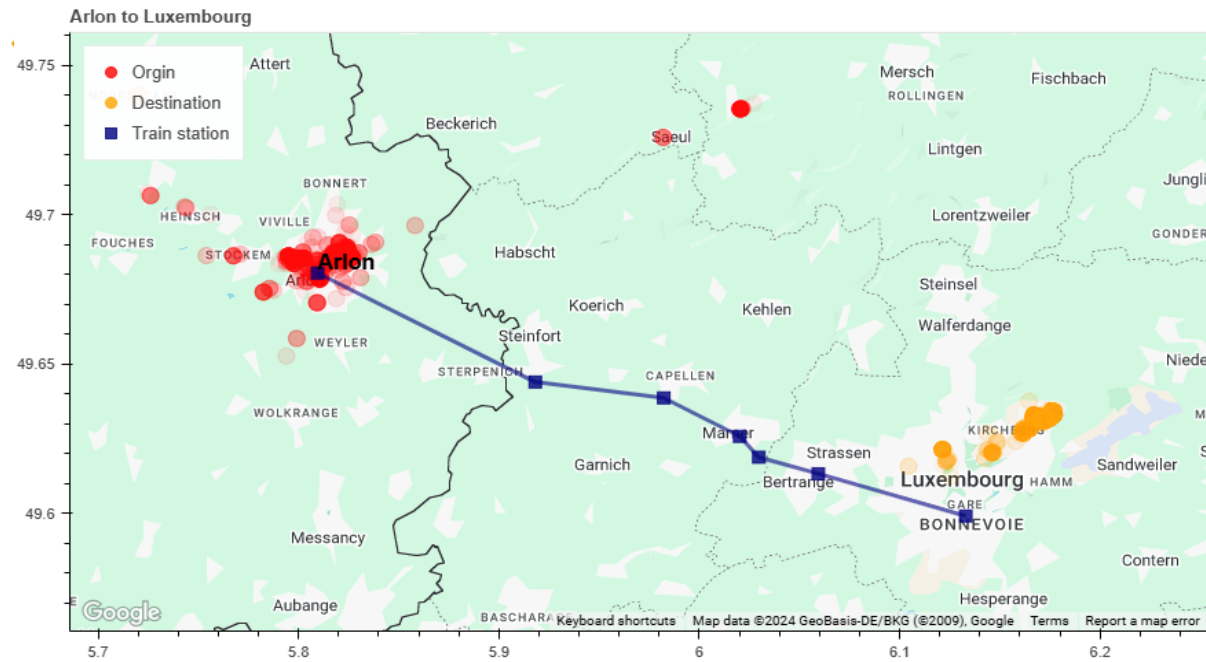 Arlon to Luxembourg
49.75
49.7
49.65
49.6
Orgin
Destination
Train station
Attert
Mersch
ROLLINGEN
Fischbach
Beckerich
Saeul
Lintgen
Jungli
BONNERT
HEINSCH
VIVILLE
Lorentzweiler
GONDER
FOUCHES
STOCKEM
Habscht
Arlon
Steinsel
Koerich
Kehlen
Walferdange
Steinfort
WEYLER
Niede
STERPENICH
CAPELLEN
WOLKRANGE
Mamer
KIRCHBERG
Strassen
Garnich
Sandweiler
Bertrange
Luxembourg
HAMM
GARE
BONNEVOIE
Messancy
Contern
Aubange
Hesperange
BASCHARAGE
Google
Keyboard shortcuts Map data ©2024 GeoBasis-DE/BKG (©2009), Google Terms Report a map error
5.7 5.8 5.9 6 6.1 6.2